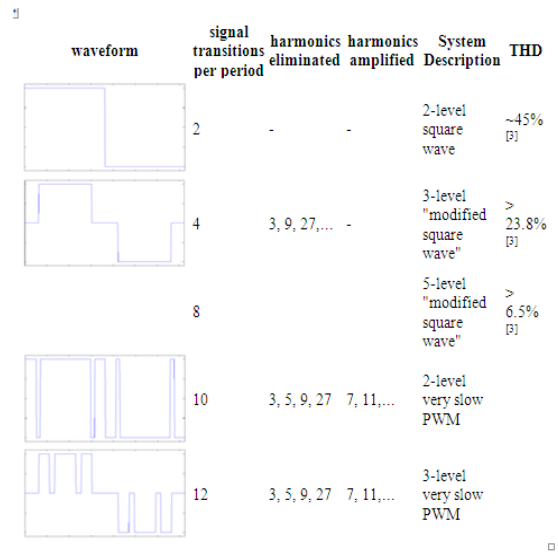 waveform signal transitions per period harmonics eliminated harmonics amplified System Description THD
2 - - 2-level square wave ~45% [3]
4 3, 9, 27,... - 3-level "modified square wave" > 23.8% [3]
8 5-level "modified square wave" > 6.5% [3]
10 3, 5, 9, 27 7, 11,... 2-level very slow PWM
12 3, 5, 9, 27 7, 11,... 3-level very slow PWM